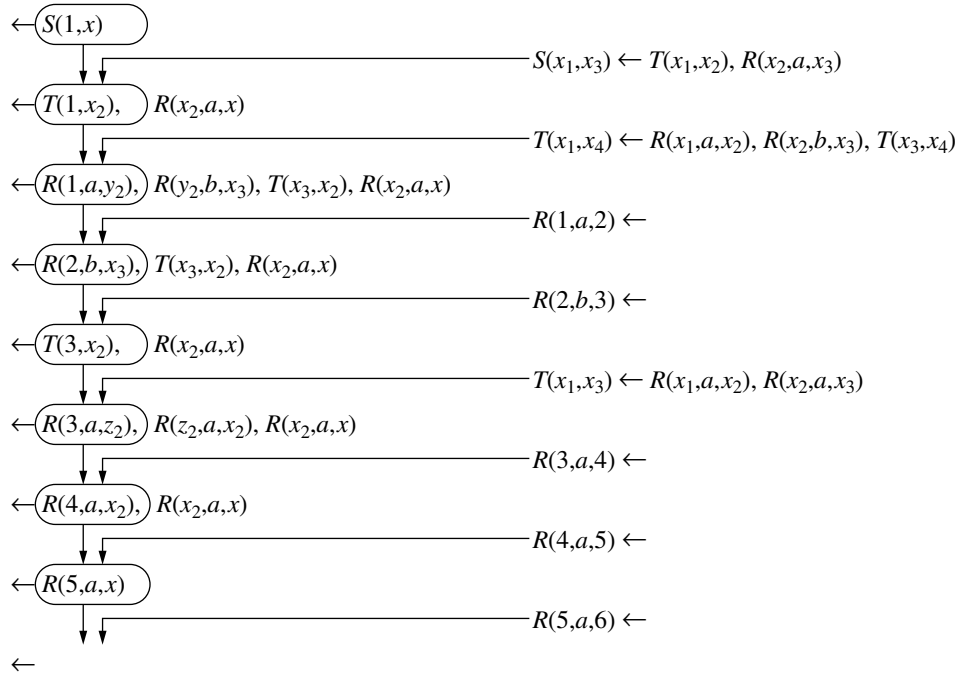 ← S(1,x)
S(x₁,x₃) ← T(x₁,x₂), R(x₂,a,x₃)
← T(1,x₂), R(x₂,a,x)
T(x₁,x₄) ← R(x₁,a,x₂), R(x₂,b,x₃), T(x₃,x₄)
← R(1,a,y₂), R(y₂,b,x₃), T(x₃,x₂), R(x₂,a,x)
R(1,a,2) ←
← R(2,b,x₃), T(x₃,x₂), R(x₂,a,x)
R(2,b,3) ←
← T(3,x₂), R(x₂,a,x)
T(x₁,x₃) ← R(x₁,a,x₂), R(x₂,a,x₃)
← R(3,a,z₂), R(z₂,a,x₂), R(x₂,a,x)
R(3,a,4) ←
← R(4,a,x₂), R(x₂,a,x)
R(4,a,5) ←
← R(5,a,x)
R(5,a,6) ←
←